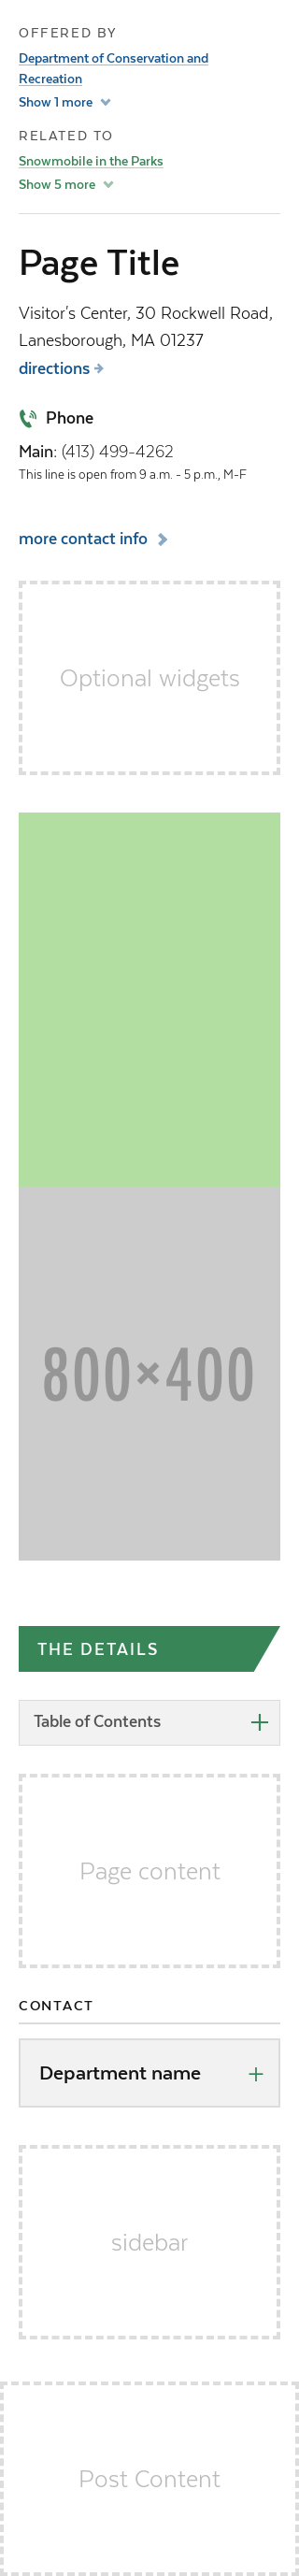 OFFERED BY
Department of Conservation and
Recreation
Show 1 more
RELATED TO
Snowmobile in the Parks
Show 5 more
Page Title
Visitor's Center, 30 Rockwell Road,
Lanesborough, MA 01237
directions
Phone
Main: (413) 499-4262
This line is open from 9 a.m. - 5 p.m., M-F
more contact info
Optional widgets
800×400
THE DETAILS
Table of Contents
Page content
CONTACT
Department name
sidebar
Post Content